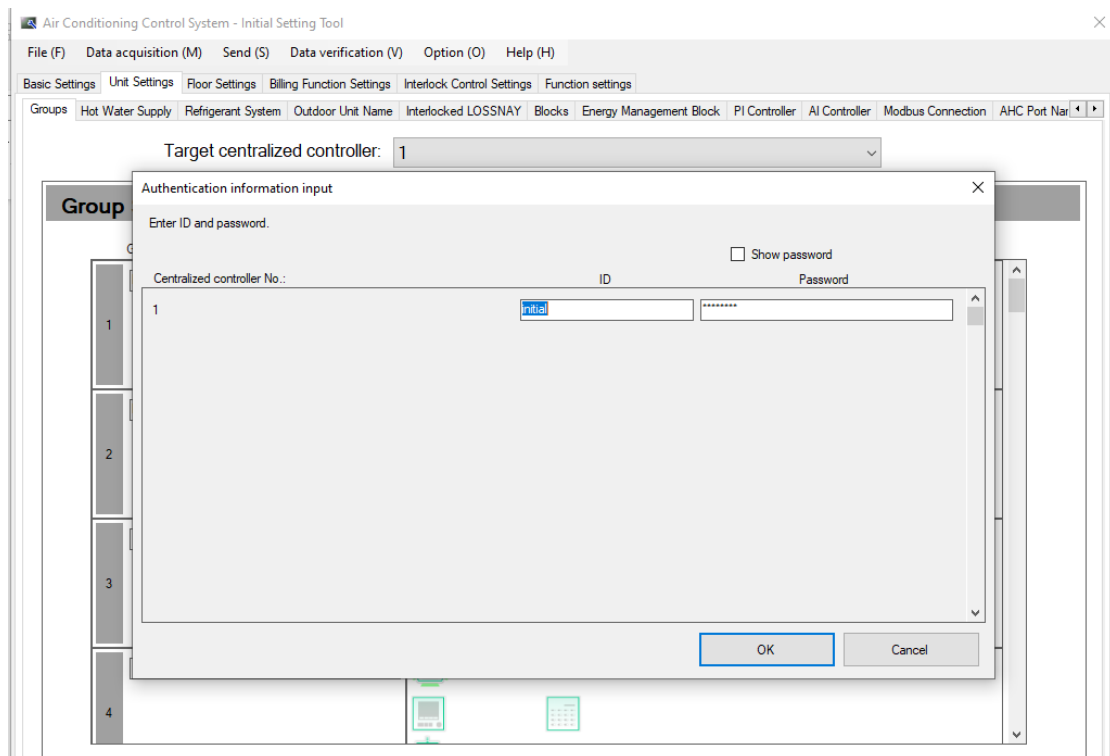 Air Conditioning Control System - Initial Setting Tool
File (F) Data acquisition (M) Send (S) Data verification (V) Option (O) Help (H)
Basic Settings Unit Settings Floor Settings Billing Function Settings Interlock Control Settings Function settings
Groups Hot Water Supply Refrigerant System Outdoor Unit Name Interlocked LOSSNAY Blocks Energy Management Block PI Controller AI Controller Modbus Connection AHC Port Nar
Target centralized controller: 1
Authentication information input
Group
Enter ID and password.
Show password
Centralized controller No.: ID Password
1 initial ********
1
2
3
OK Cancel
4